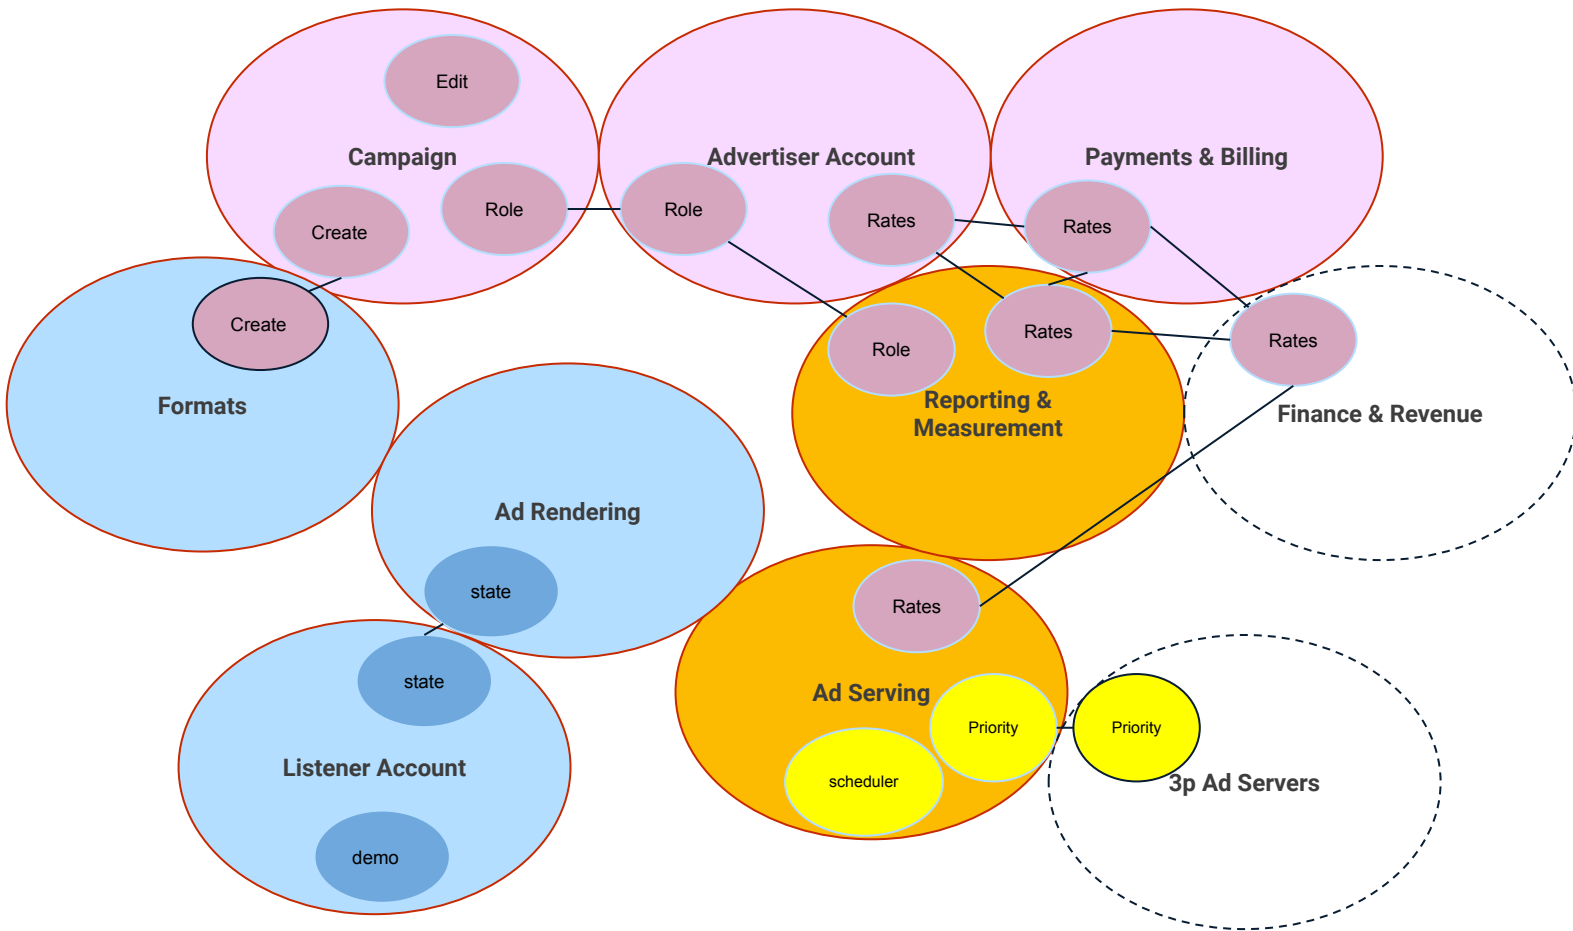 Edit
Campaign
Advertiser Account
Payments & Billing
Role
Role
Rates
Rates
Create
Create
Rates
Rates
Role
Formats
Reporting &
Measurement
Finance & Revenue
Ad Rendering
state
Rates
state
Ad Serving
Priority
Priority
Listener Account
scheduler
3p Ad Servers
demo